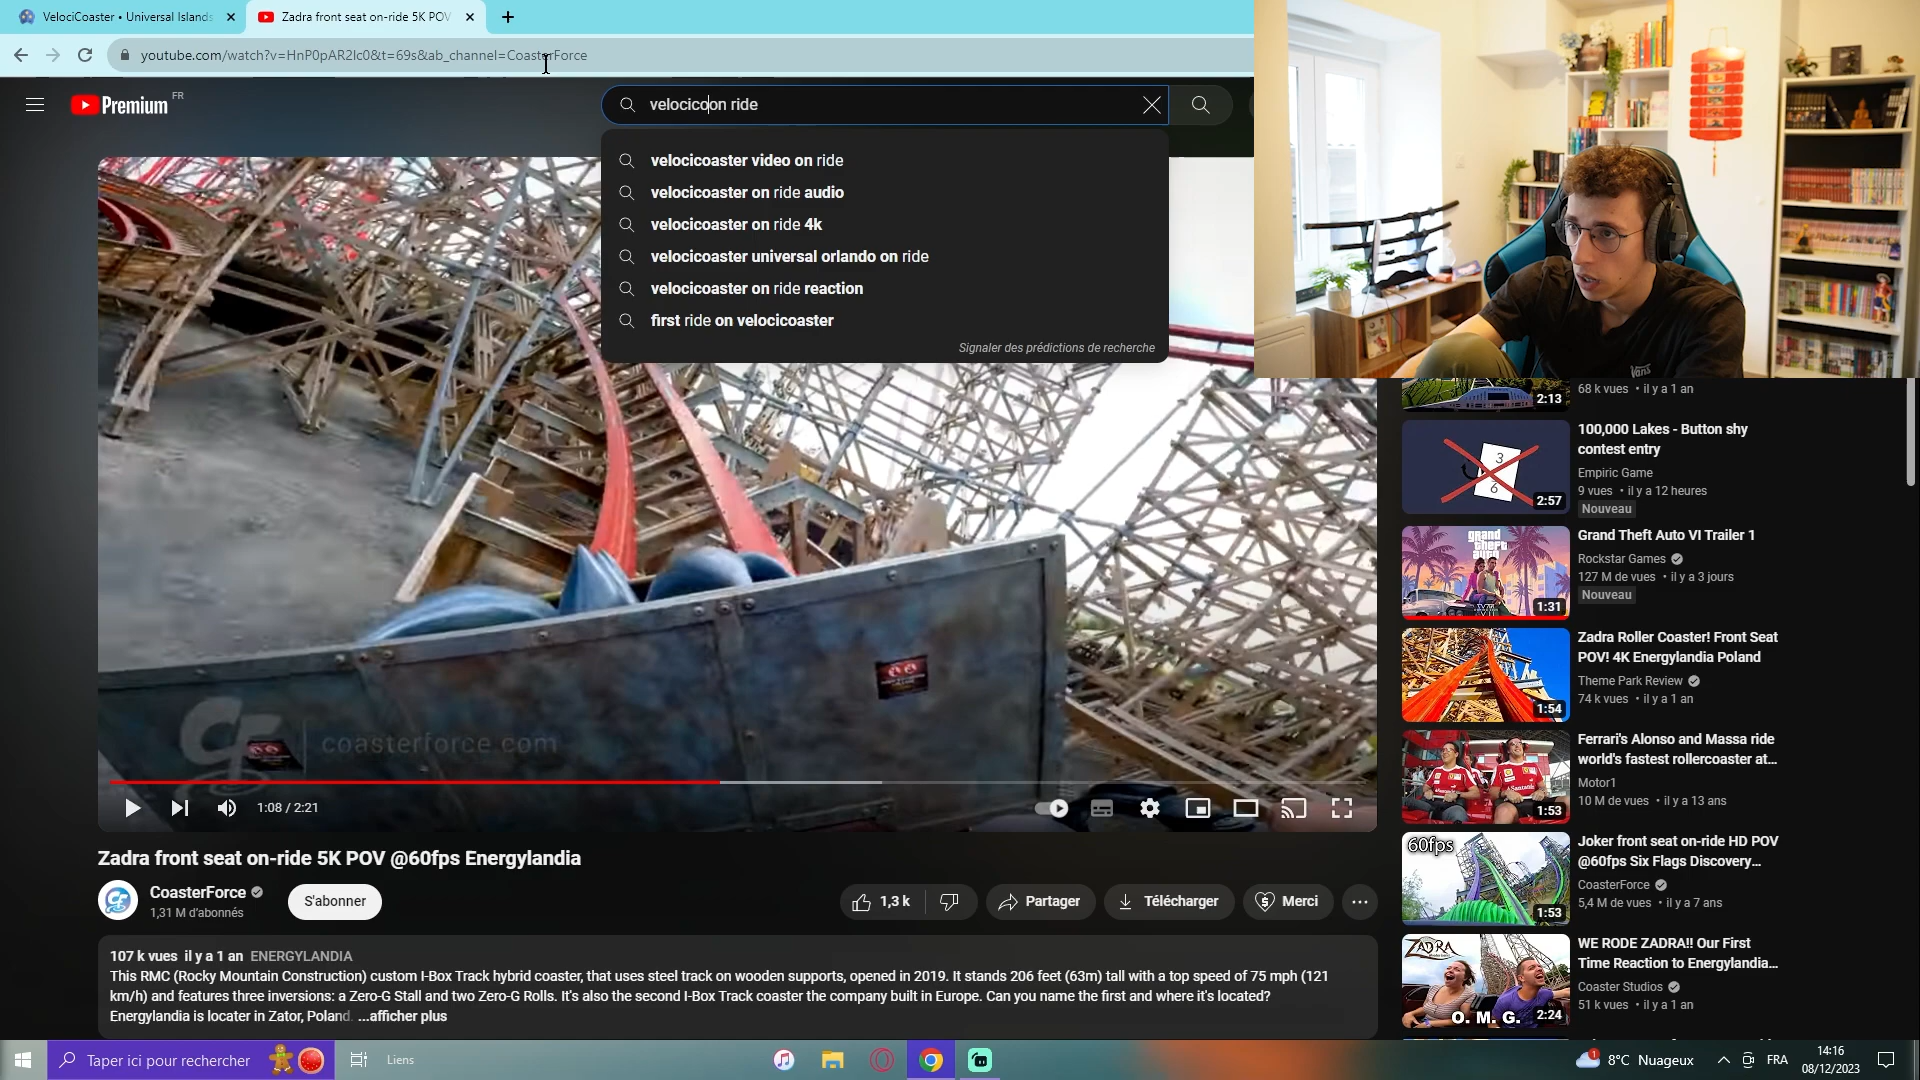 VelociCoaster • Universal Islands
Zadra front seat on-ride 5K POV
youtube.com/watch?v=HnP0pAR2Ic0&t=69s&ab_channel=CoasterForce
Premium FR
velocicoon ride
velocicoaster video on ride
velocicoaster on ride audio
velocicoaster on ride 4k
velocicoaster universal orlando on ride
velocicoaster on ride reaction
first ride on velocicoaster
Signaler des prédictions de recherche
Vans
CF coasterforce.com
1:08 / 2:21
Zadra front seat on-ride 5K POV @60fps Energylandia
CoasterForce
1,31 M d'abonnés
S'abonner
1,3 k
Partager
Télécharger
Merci
107 k vues il y a 1 an ENERGYLANDIA
This RMC (Rocky Mountain Construction) custom I-Box Track hybrid coaster, that uses steel track on wooden supports, opened in 2019. It stands 206 feet (63m) tall with a top speed of 75 mph (121
km/h) and features three inversions: a Zero-G Stall and two Zero-G Rolls. It's also the second I-Box Track coaster the company built in Europe. Can you name the first and where it's located?
Energylandia is locater in Zator, Poland. ...afficher plus
2:13
68 k vues • il y a 1 an
3
6
2:57
100,000 Lakes - Button shy
contest entry
Empiric Game
9 vues • il y a 12 heures
Nouveau
grand theft auto VI
1:31
Grand Theft Auto VI Trailer 1
Rockstar Games
127 M de vues • il y a 3 jours
Nouveau
1:54
Zadra Roller Coaster! Front Seat
POV! 4K Energylandia Poland
Theme Park Review
74 k vues • il y a 1 an
1:53
Ferrari's Alonso and Massa ride
world's fastest rollercoaster at...
Motor1
10 M de vues • il y a 13 ans
60fps
1:53
Joker front seat on-ride HD POV
@60fps Six Flags Discovery...
CoasterForce
5,4 M de vues • il y a 7 ans
ZADRA
O. M. G.
2:24
WE RODE ZADRA!! Our First
Time Reaction to Energylandia...
Coaster Studios
51 k vues • il y a 1 an
Taper ici pour rechercher
Liens
1
8°C Nuageux
FRA
14:16
08/12/2023